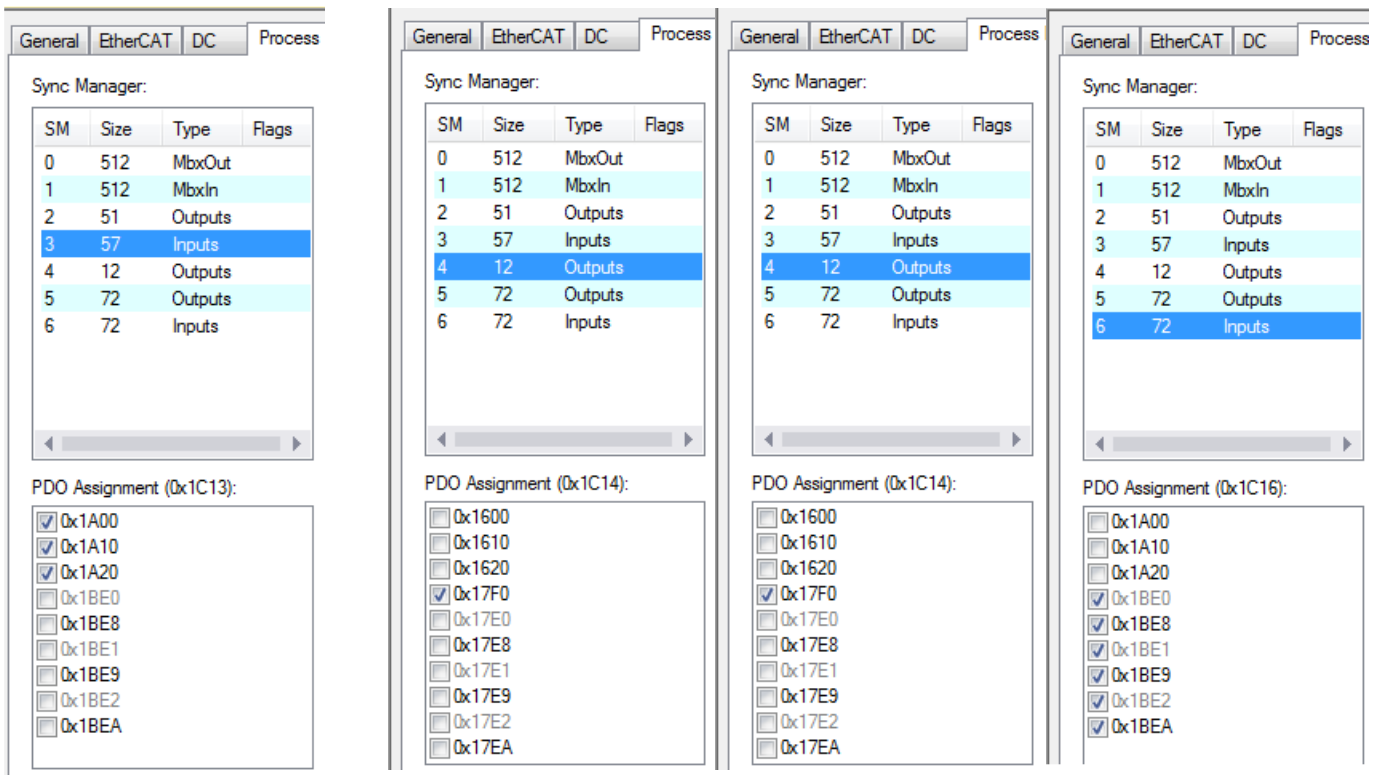 General EtherCAT DC Process
Sync Manager:
SM Size Type Flags
0 512 MbxOut
1 512 MbxIn
2 51 Outputs
3 57 Inputs
4 12 Outputs
5 72 Outputs
6 72 Inputs
PDO Assignment (0x1C13):
0x1A00
0x1A10
0x1A20
0x1BE0
0x1BE8
0x1BE1
0x1BE9
0x1BE2
0x1BEA
General EtherCAT DC Process
Sync Manager:
SM Size Type Flags
0 512 MbxOut
1 512 MbxIn
2 51 Outputs
3 57 Inputs
4 12 Outputs
5 72 Outputs
6 72 Inputs
PDO Assignment (0x1C14):
0x1600
0x1610
0x1620
0x17F0
0x17E0
0x17E8
0x17E1
0x17E9
0x17E2
0x17EA
General EtherCAT DC Process
Sync Manager:
SM Size Type Flags
0 512 MbxOut
1 512 MbxIn
2 51 Outputs
3 57 Inputs
4 12 Outputs
5 72 Outputs
6 72 Inputs
PDO Assignment (0x1C14):
0x1600
0x1610
0x1620
0x17F0
0x17E0
0x17E8
0x17E1
0x17E9
0x17E2
0x17EA
General EtherCAT DC Process
Sync Manager:
SM Size Type Flags
0 512 MbxOut
1 512 MbxIn
2 51 Outputs
3 57 Inputs
4 12 Outputs
5 72 Outputs
6 72 Inputs
PDO Assignment (0x1C16):
0x1A00
0x1A10
0x1A20
0x1BE0
0x1BE8
0x1BE1
0x1BE9
0x1BE2
0x1BEA